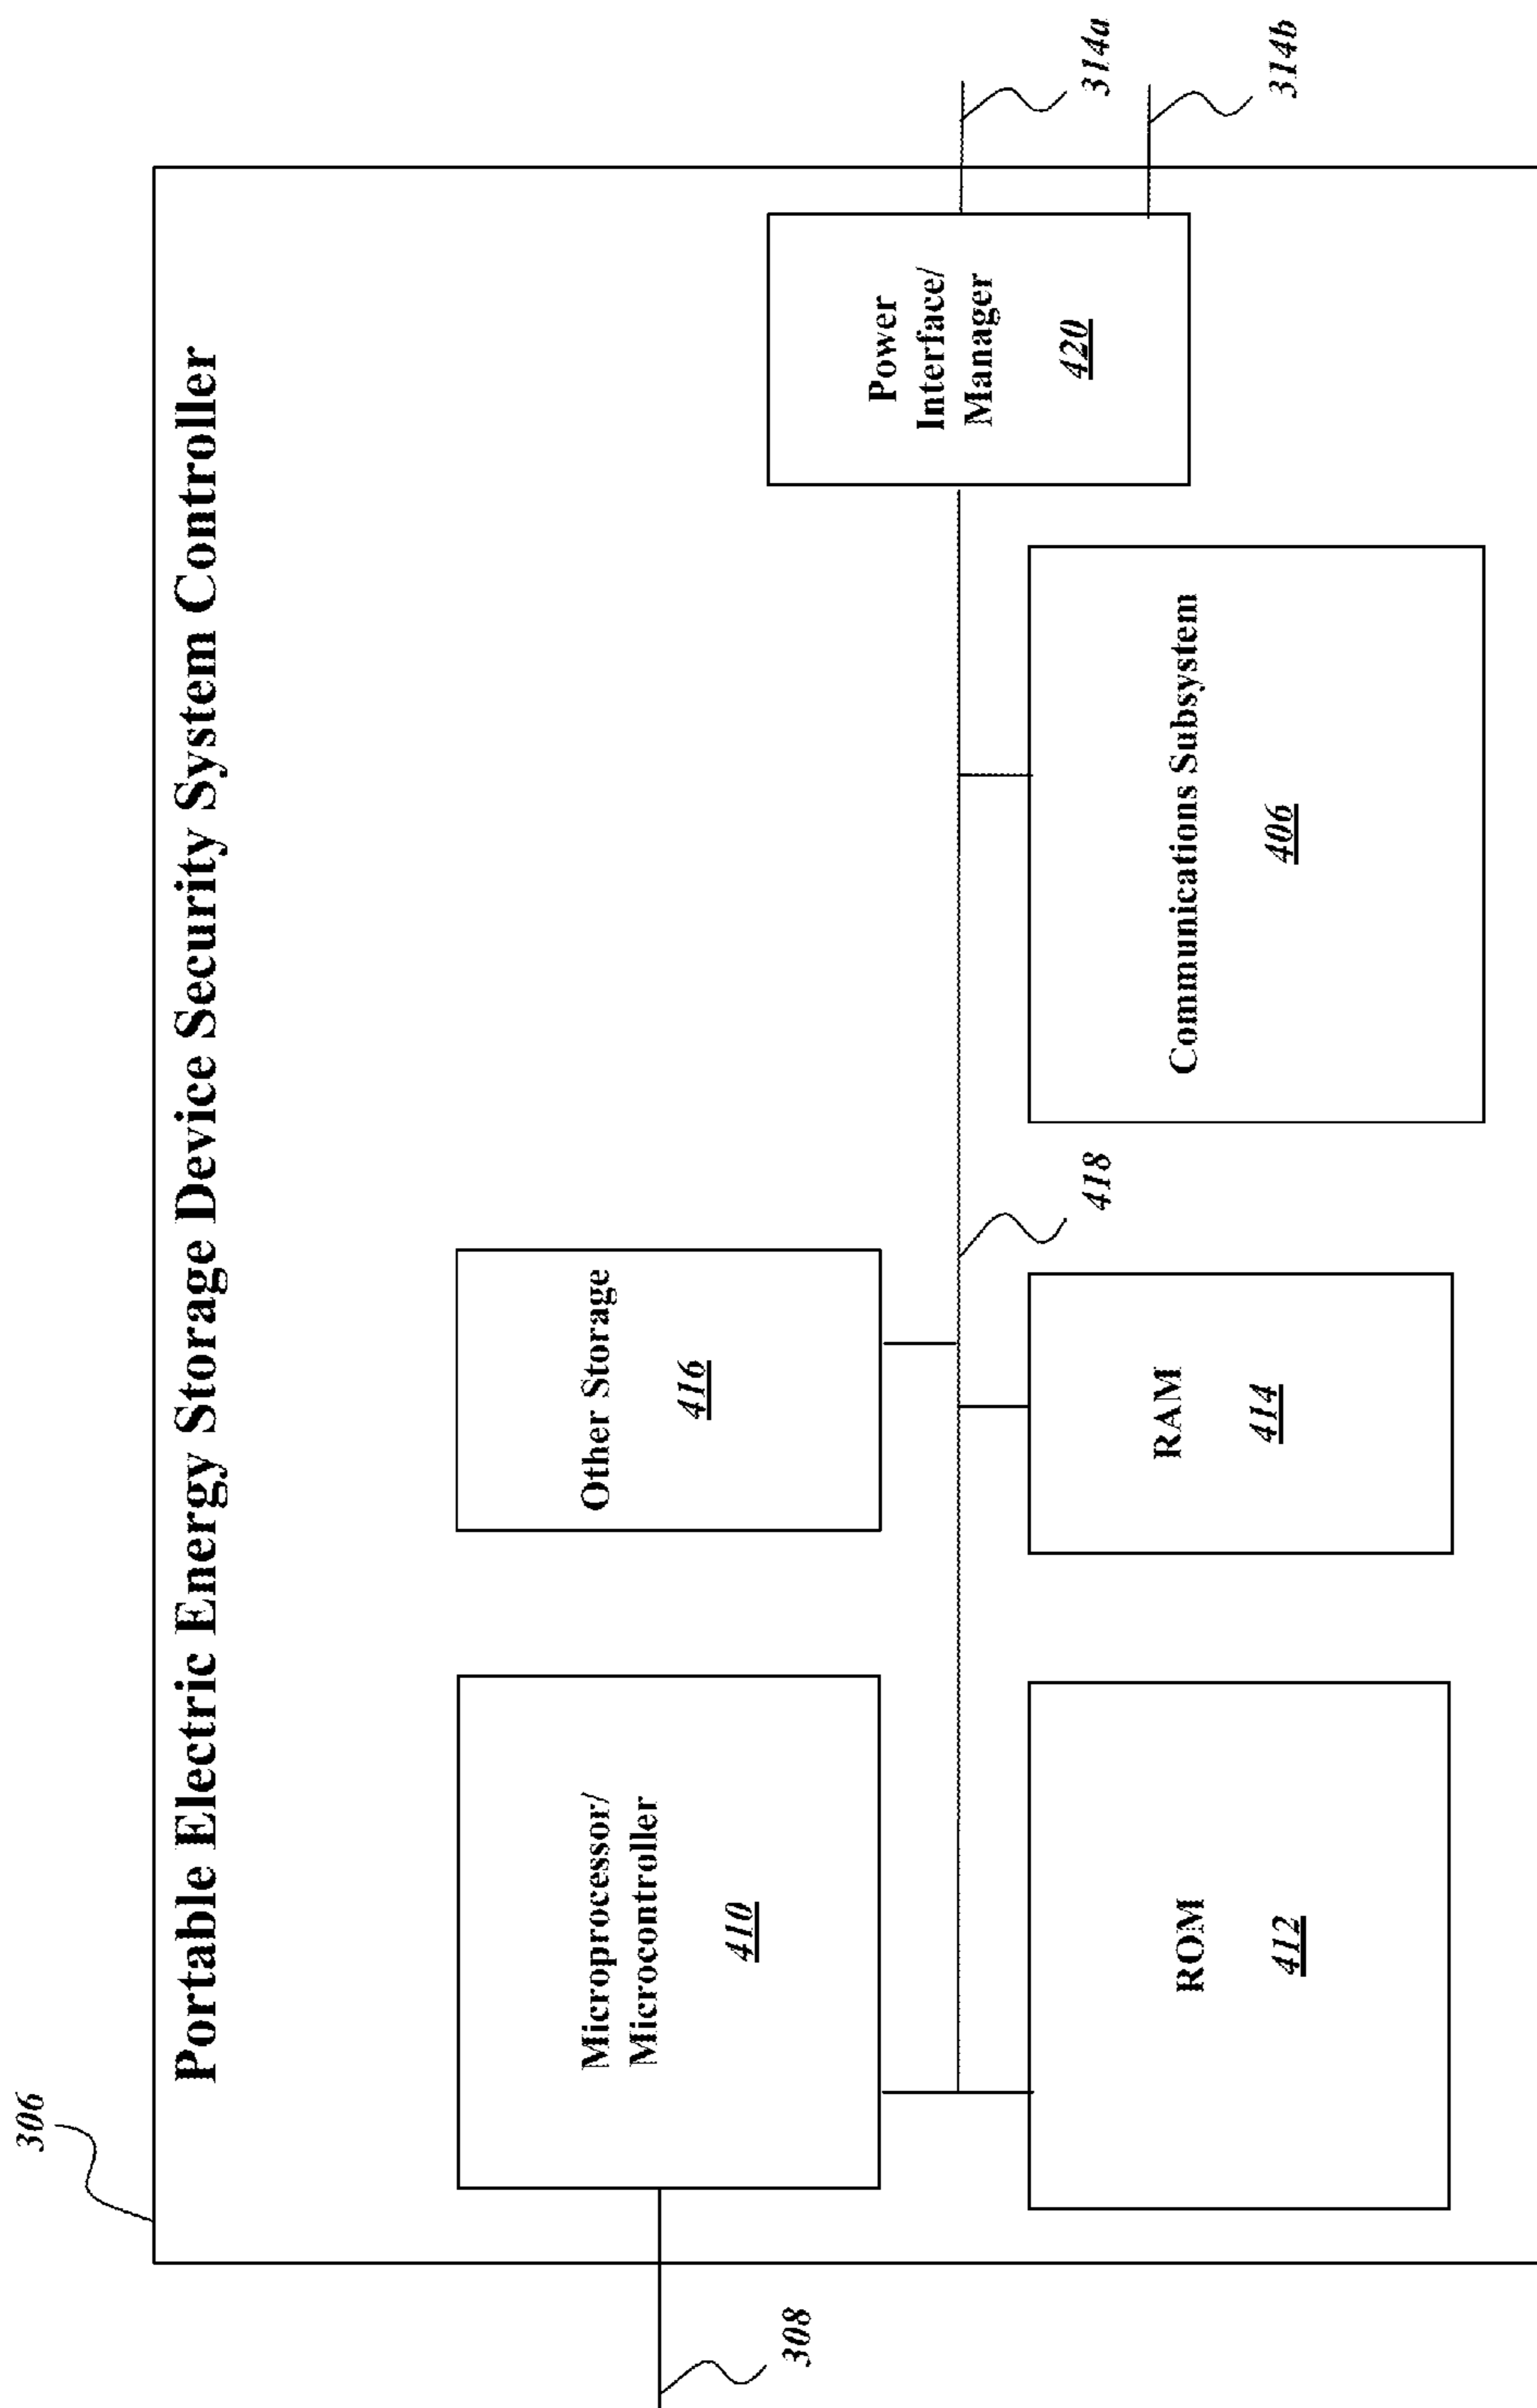 306
Portable Electric Energy Storage Device Security System Controller
308
Microprocessor/
Microcontroller
410
Other Storage
416
Power
Interface/
Manager
420
314a
314b
418
ROM
412
RAM
414
Communications Subsystem
406